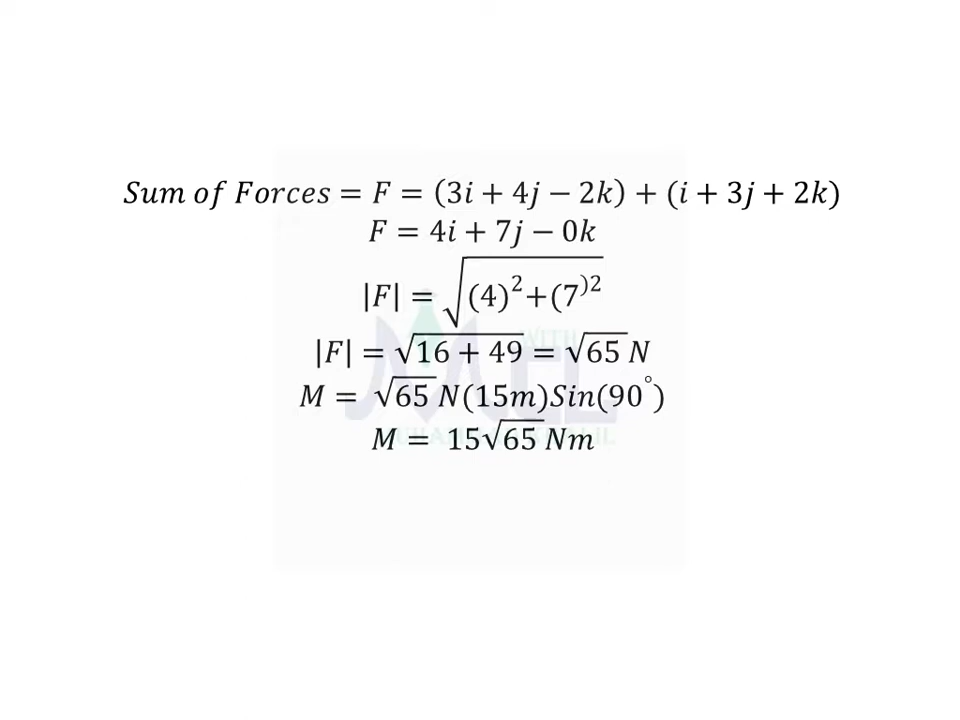 Sum of Forces = F = (3i + 4j − 2k) + (i + 3j + 2k)
F = 4i + 7j − 0k
|F| = √((4)²+(7)²)
|F| = √(16 + 49) = √65 N
M = √65 N(15m)Sin(90°)
M = 15√65 Nm